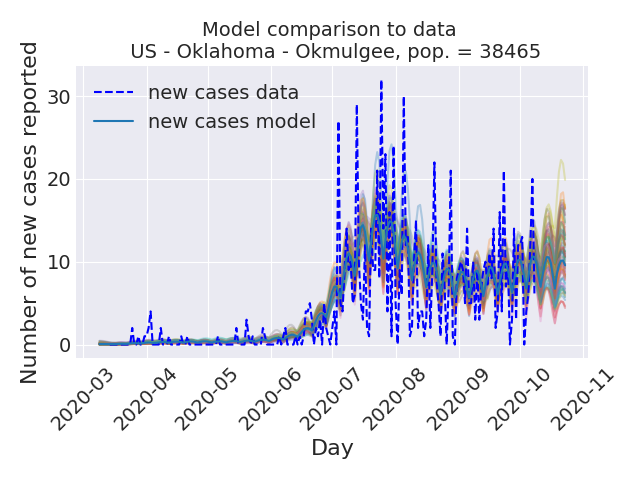 Model comparison to data
US - Oklahoma - Okmulgee, pop. = 38465
new cases data
new cases model
Number of new cases reported
30
20
10
0
2020-03
2020-04
2020-05
2020-06
2020-07
2020-08
2020-09
2020-10
2020-11
Day